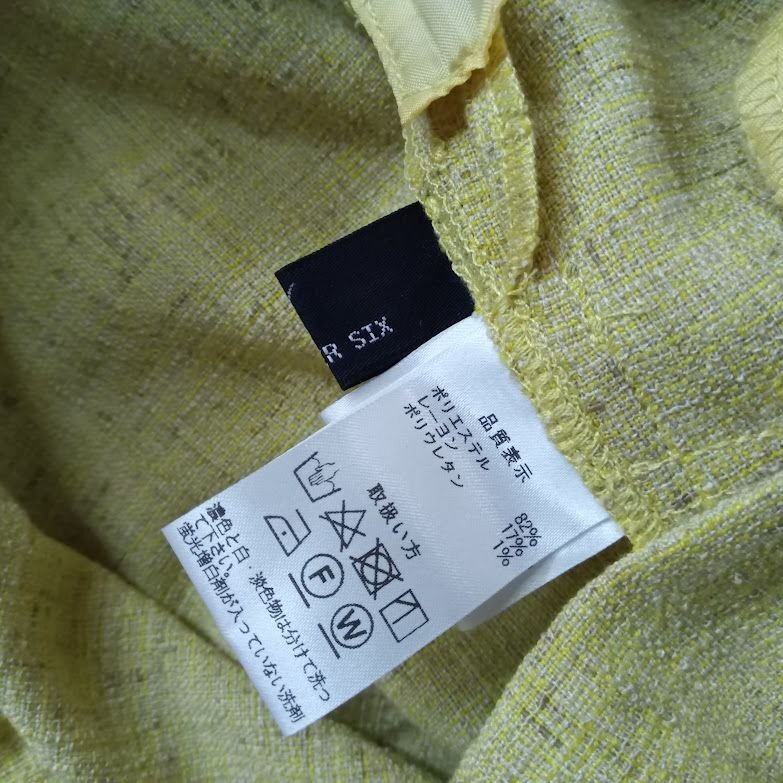 R SIX
品質表示
ポリエステル 82%
レーヨン 17%
ポリウレタン 1%
取扱い方
F
W
濃色と白 淡色物は分けて洗っ
て下さい。
蛍光増白剤が入っていない洗剤